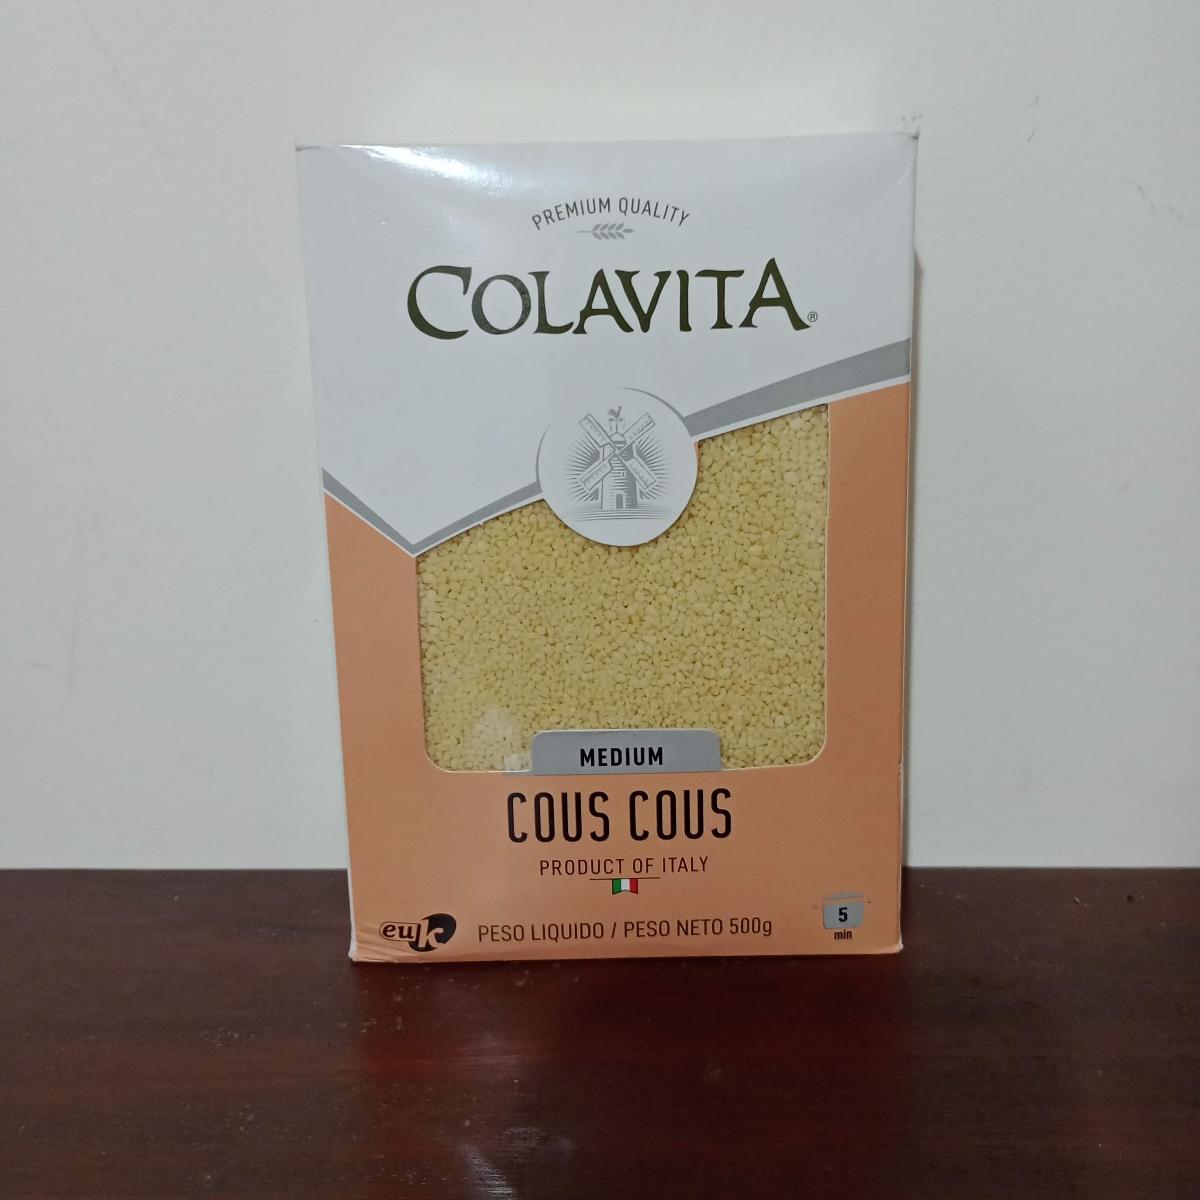 PREMIUM QUALITY
COLAVITA®
MEDIUM
COUS COUS
PRODUCT OF ITALY
euk
PESO LIQUIDO / PESO NETO 500g
5
min